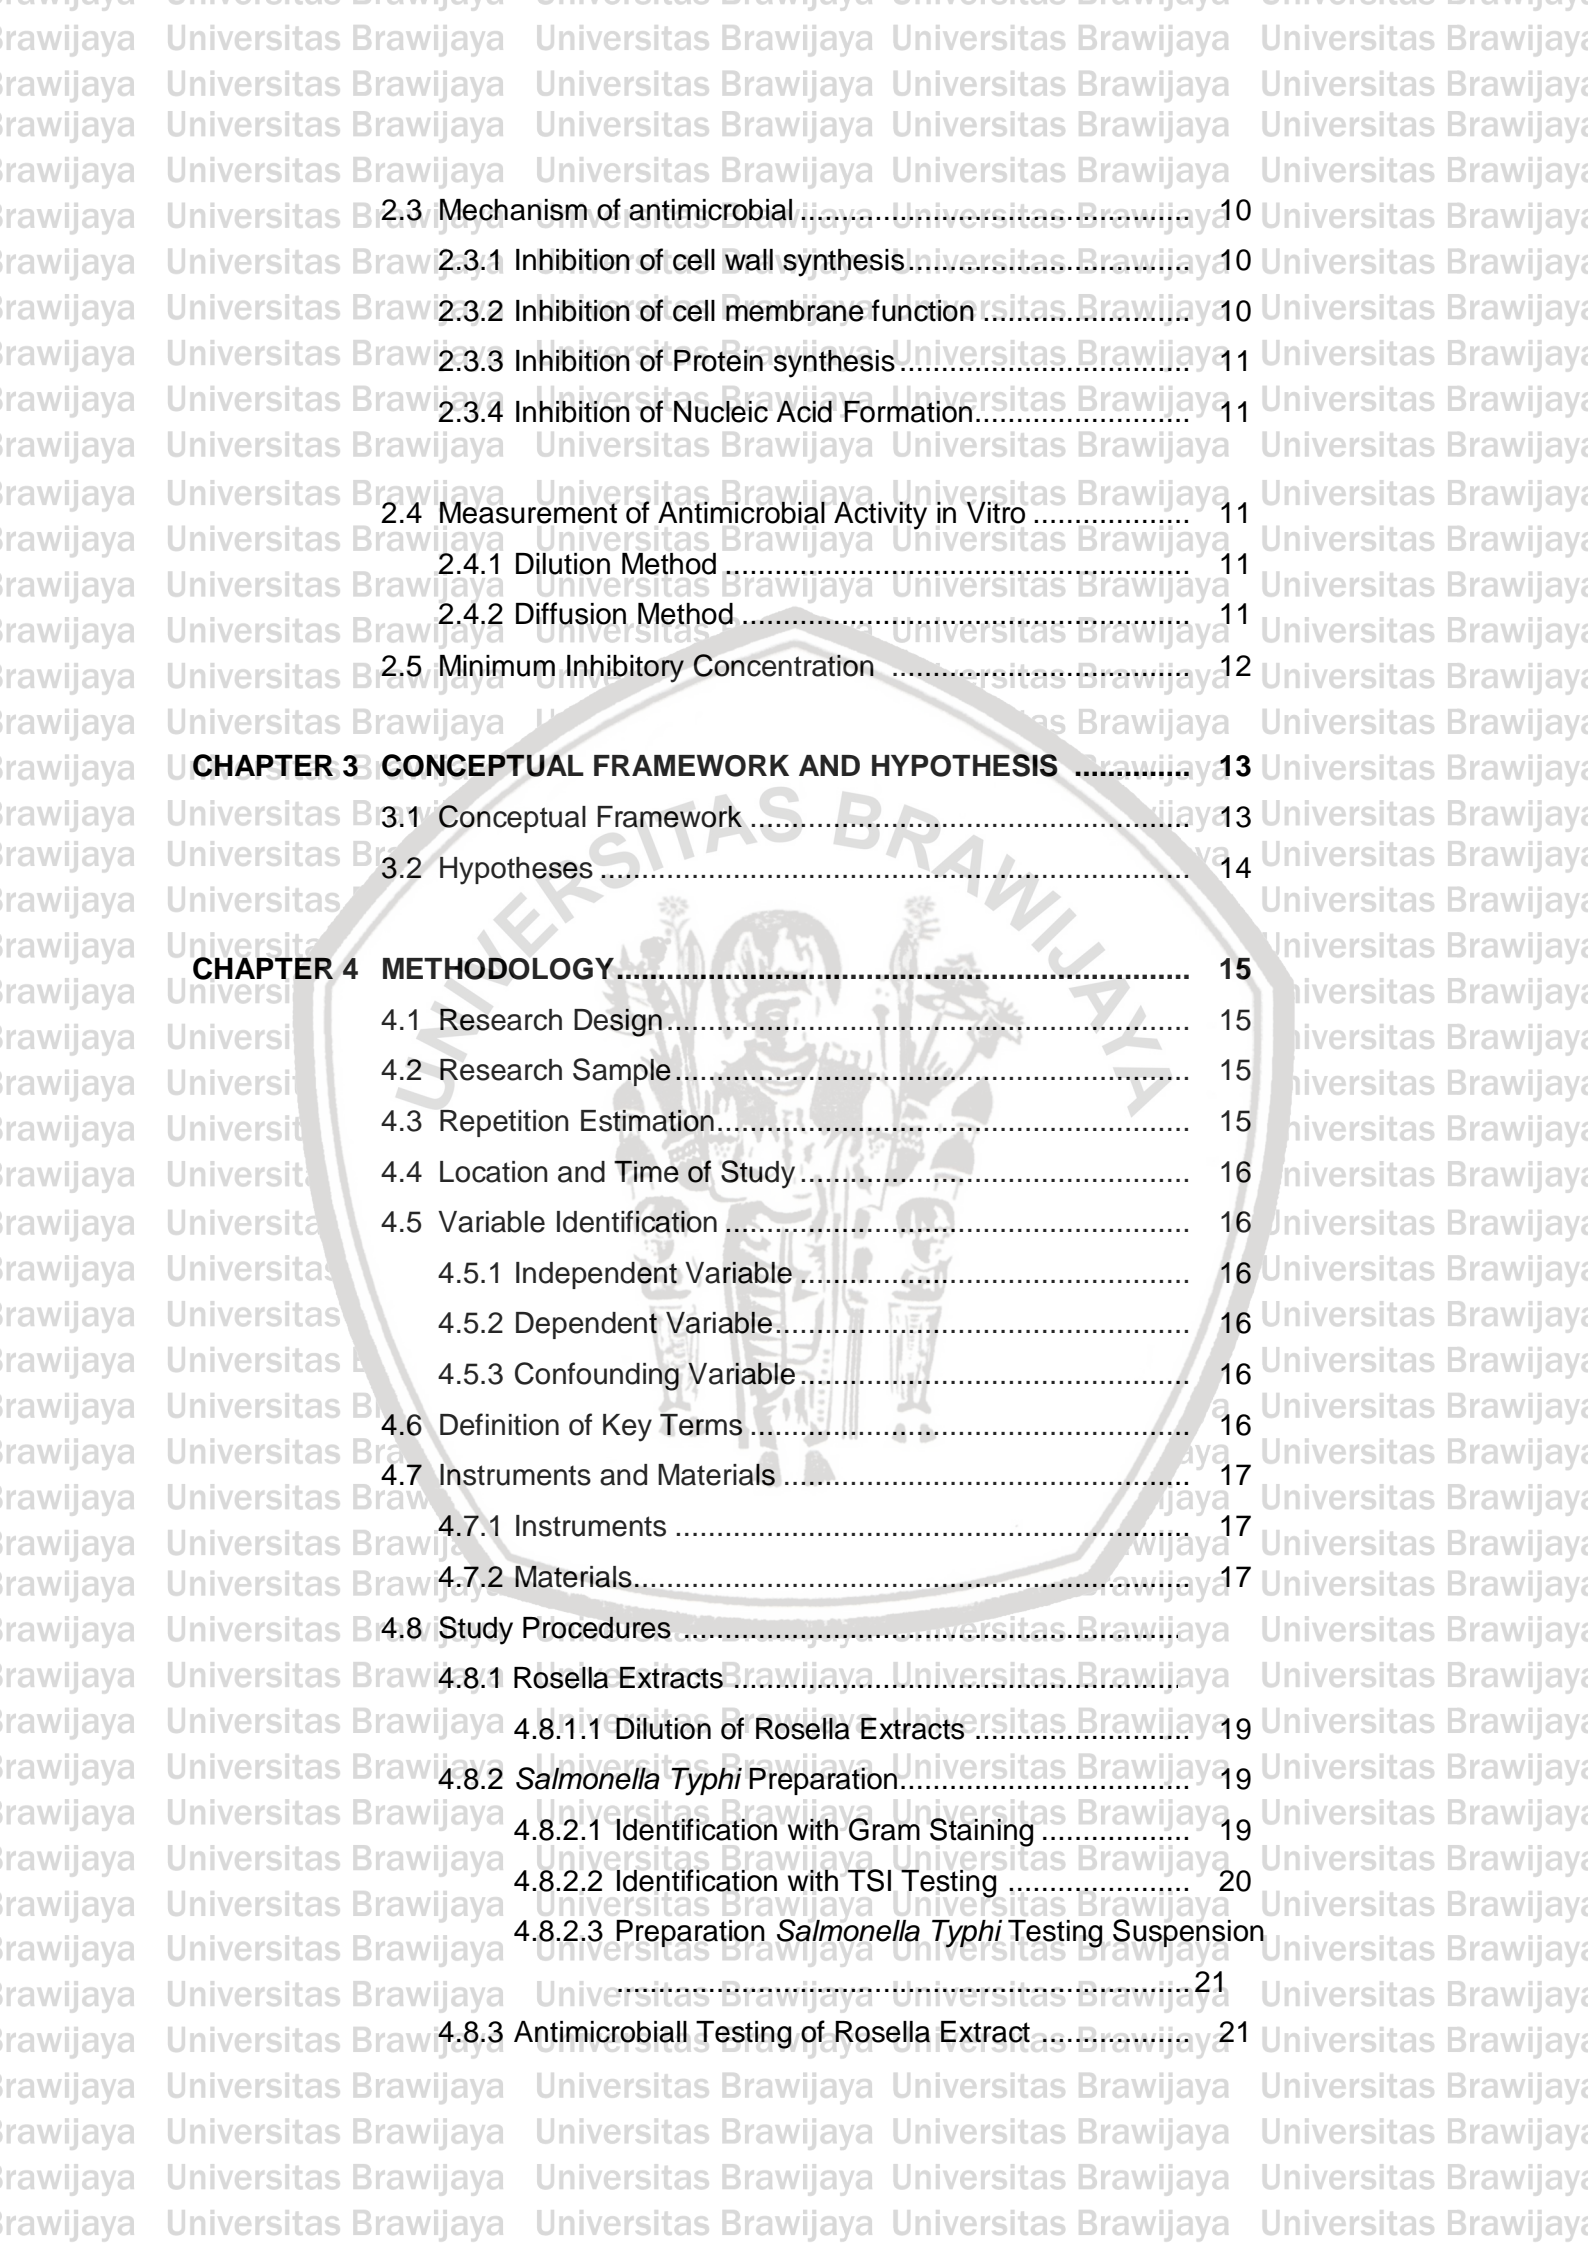 2.3 Mechanism of antimicrobial ............................................... 10
2.3.1 Inhibition of cell wall synthesis.................................. 10
2.3.2 Inhibition of cell membrane function ......................... 10
2.3.3 Inhibition of Protein synthesis ................................... 11
2.3.4 Inhibition of Nucleic Acid Formation.......................... 11
2.4 Measurement of Antimicrobial Activity in Vitro ................... 11
2.4.1 Dilution Method ........................................................ 11
2.4.2 Diffusion Method ...................................................... 11
2.5 Minimum Inhibitory Concentration .................................... 12
CHAPTER 3 CONCEPTUAL FRAMEWORK AND HYPOTHESIS .............. 13
3.1 Conceptual Framework ..................................................... 13
3.2 Hypotheses ....................................................................... 14
CHAPTER 4 METHODOLOGY..................................................................... 15
4.1 Research Design ............................................................... 15
4.2 Research Sample .............................................................. 15
4.3 Repetition Estimation......................................................... 15
4.4 Location and Time of Study ............................................... 16
4.5 Variable Identification ........................................................ 16
4.5.1 Independent Variable ............................................... 16
4.5.2 Dependent Variable.................................................. 16
4.5.3 Confounding Variable ............................................... 16
4.6 Definition of Key Terms ..................................................... 16
4.7 Instruments and Materials ................................................. 17
4.7.1 Instruments .............................................................. 17
4.7.2 Materials................................................................... 17
4.8 Study Procedures ............................................................
4.8.1 Rosella Extracts ......................................................
4.8.1.1 Dilution of Rosella Extracts .......................... 19
4.8.2 Salmonella Typhi Preparation................................... 19
4.8.2.1 Identification with Gram Staining .................. 19
4.8.2.2 Identification with TSI Testing ...................... 20
4.8.2.3 Preparation Salmonella Typhi Testing Suspension
..................................................................... 21
4.8.3 Antimicrobiall Testing of Rosella Extract .................. 21
UNIVERSITAS BRAWIJAYA
Universitas Brawijaya